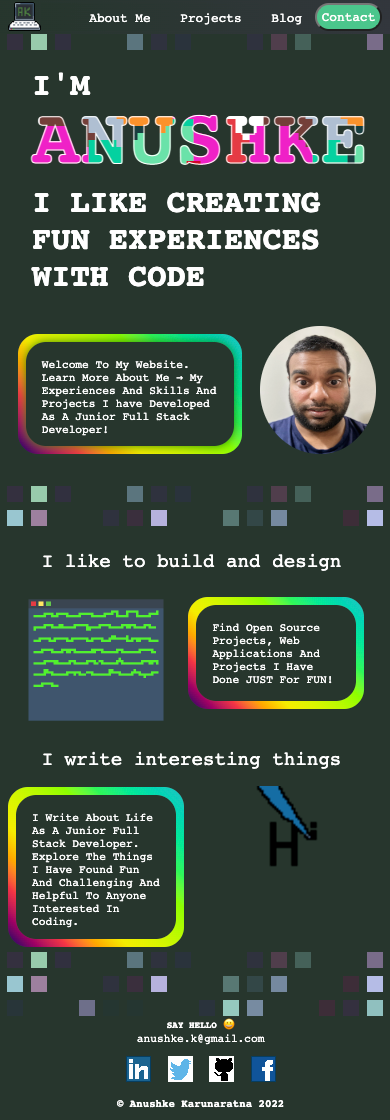 AK
About Me Projects Blog Contact
I'M
ANUSHKE
I LIKE CREATING
FUN EXPERIENCES
WITH CODE
Welcome To My Website.
Learn More About Me → My
Experiences And Skills And
Projects I have Developed
As A Junior Full Stack
Developer!
I like to build and design
Find Open Source
Projects, Web
Applications And
Projects I Have
Done JUST For FUN!
I write interesting things
I Write About Life
As A Junior Full
Stack Developer.
Explore The Things
I Have Found Fun
And Challenging And
Helpful To Anyone
Interested In
Coding.
H
SAY HELLO 😀
anushke.k@gmail.com
in f
© Anushke Karunaratna 2022